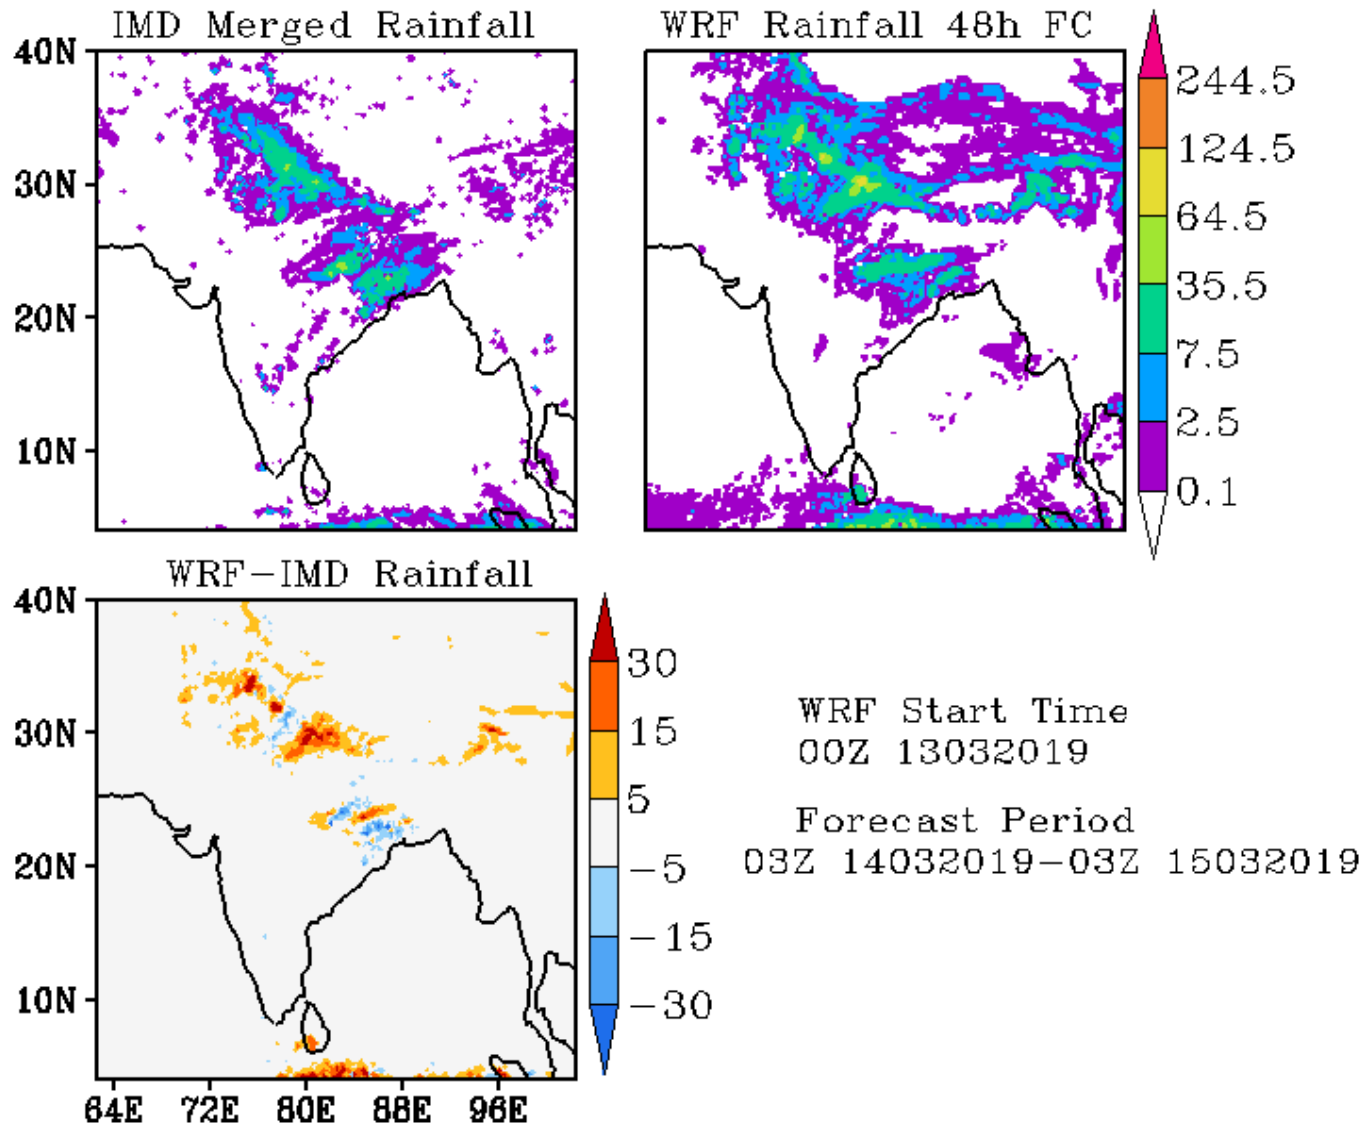 IMD Merged Rainfall
WRF Rainfall 48h FC
40N
30N
20N
10N
244.5
124.5
64.5
35.5
7.5
2.5
0.1
WRF-IMD Rainfall
40N
30N
20N
10N
64E 72E 80E 88E 96E
30
15
5
-5
-15
-30
WRF Start Time
00Z 13032019
Forecast Period
03Z 14032019-03Z 15032019